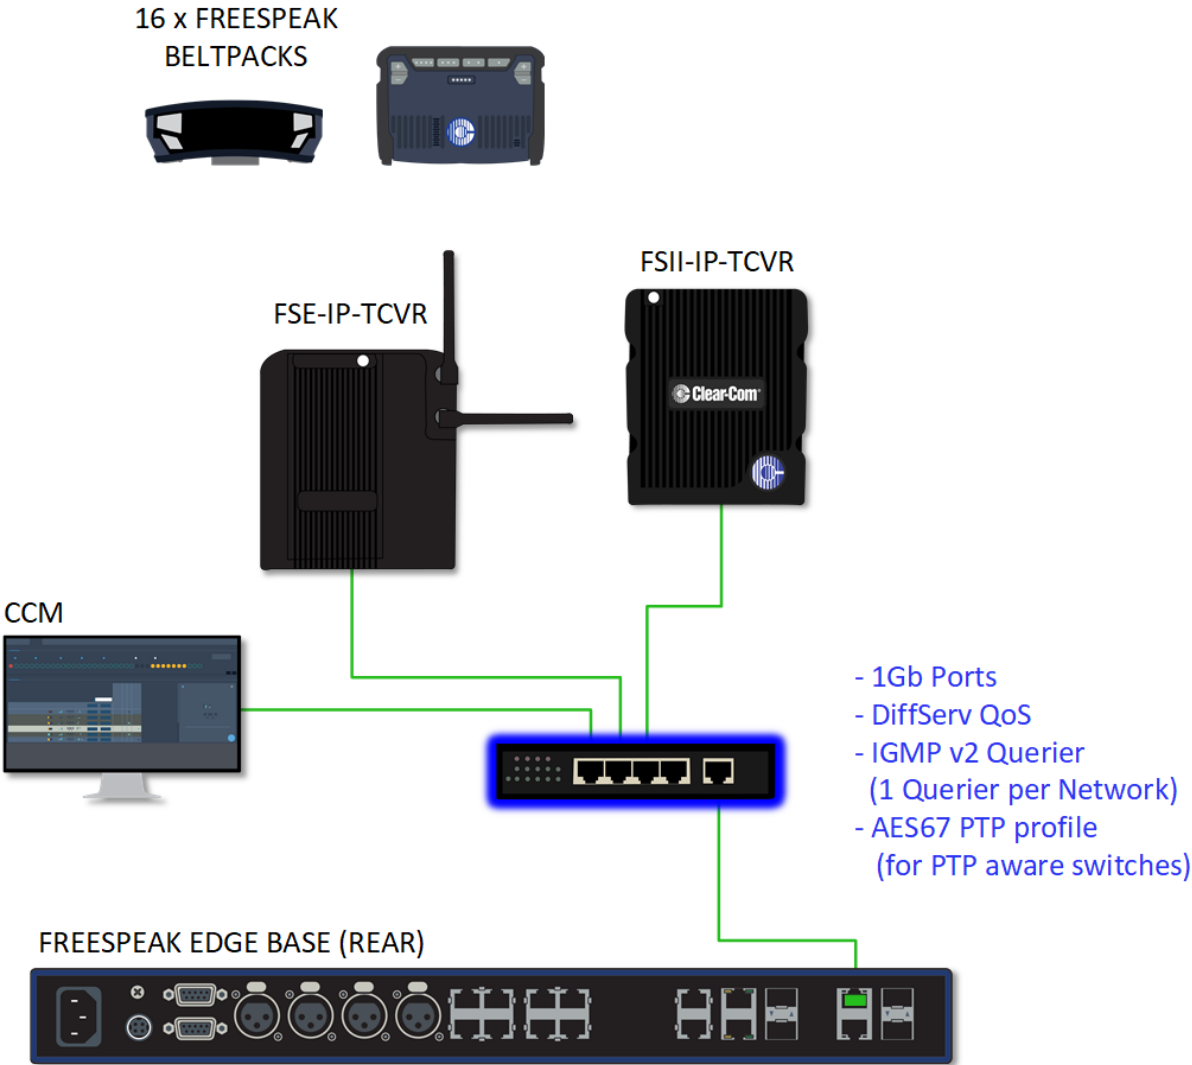 16 x FREESPEAK
BELTPACKS
FSII-IP-TCVR
FSE-IP-TCVR
Clear-Com®
CCM
- 1Gb Ports
- DiffServ QoS
- IGMP v2 Querier
(1 Querier per Network)
- AES67 PTP profile
(for PTP aware switches)
FREESPEAK EDGE BASE (REAR)